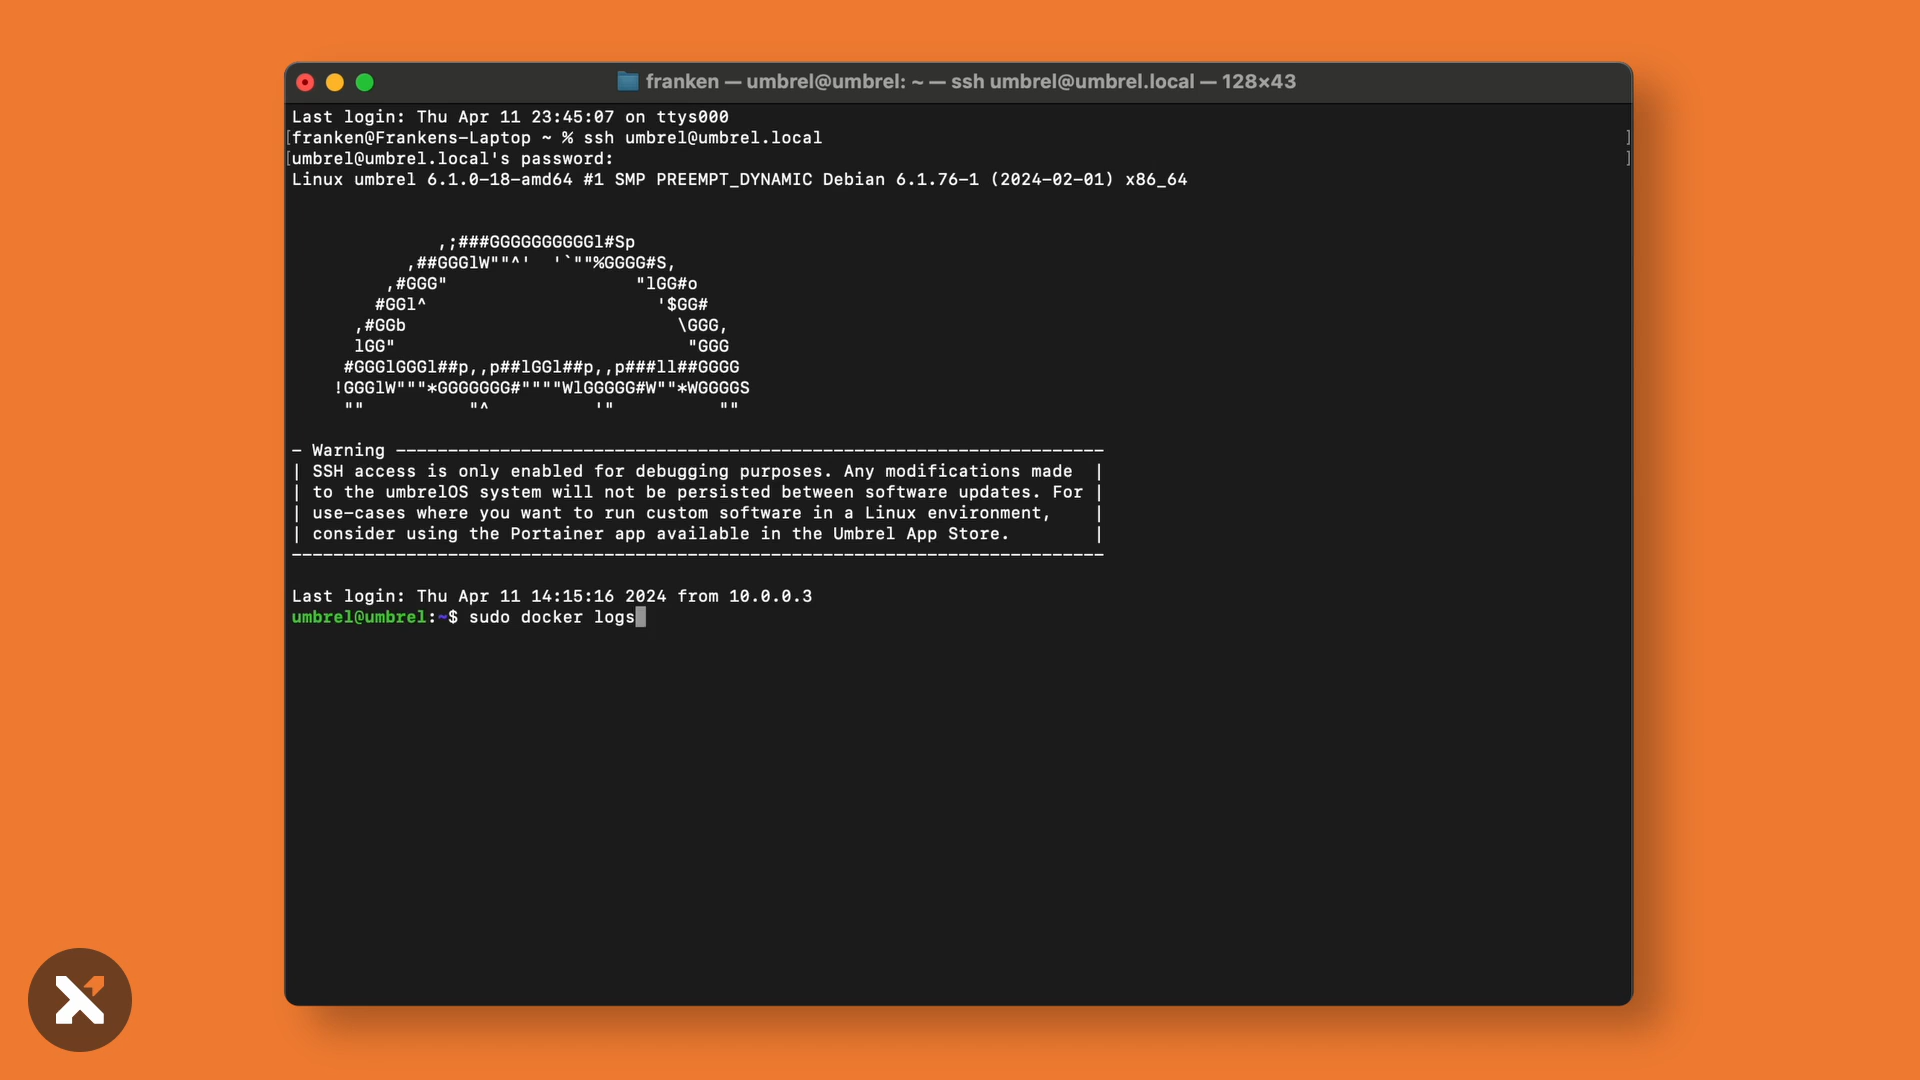 franken — umbrel@umbrel: ~ — ssh umbrel@umbrel.local — 128×43
Last login: Thu Apr 11 23:45:07 on ttys000
[franken@Frankens-Laptop ~ % ssh umbrel@umbrel.local ]
[umbrel@umbrel.local's password: ]
Linux umbrel 6.1.0-18-amd64 #1 SMP PREEMPT_DYNAMIC Debian 6.1.76-1 (2024-02-01) x86_64
              ,;###GGGGGGGGGGl#Sp
           ,##GGGlW""^'  '`""%GGGG#S,
         ,#GGG"                  "lGG#o
        #GGl^                      '$GG#
      ,#GGb                          \GGG,
      lGG"                            "GGG
     #GGGlGGGl##p,,p##lGGl##p,,p###ll##GGGG
    !GGGlW"""*GGGGGGG#""""WlGGGGG#W""*WGGGGS
     ""          "^          '"          ""
- Warning --------------------------------------------------------------------
| SSH access is only enabled for debugging purposes. Any modifications made  |
| to the umbrelOS system will not be persisted between software updates. For |
| use-cases where you want to run custom software in a Linux environment,    |
| consider using the Portainer app available in the Umbrel App Store.        |
------------------------------------------------------------------------------
Last login: Thu Apr 11 14:15:16 2024 from 10.0.0.3
umbrel@umbrel:~$ sudo docker logs